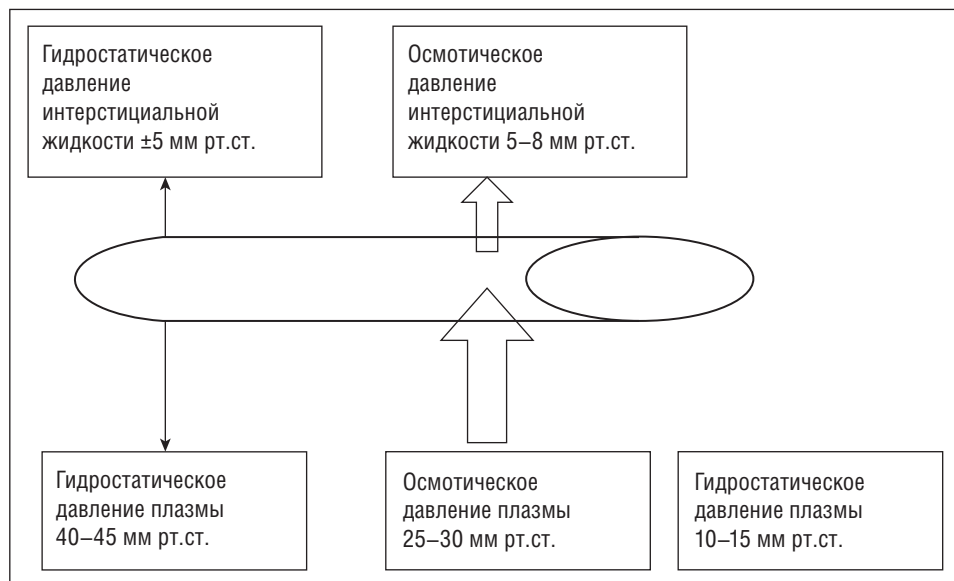 Гидростатическое
давление
интерстициальной
жидкости ±5 мм рт.ст.
Осмотическое
давление
интерстициальной
жидкости 5–8 мм рт.ст.
Гидростатическое
давление плазмы
40–45 мм рт.ст.
Осмотическое
давление плазмы
25–30 мм рт.ст.
Гидростатическое
давление плазмы
10–15 мм рт.ст.